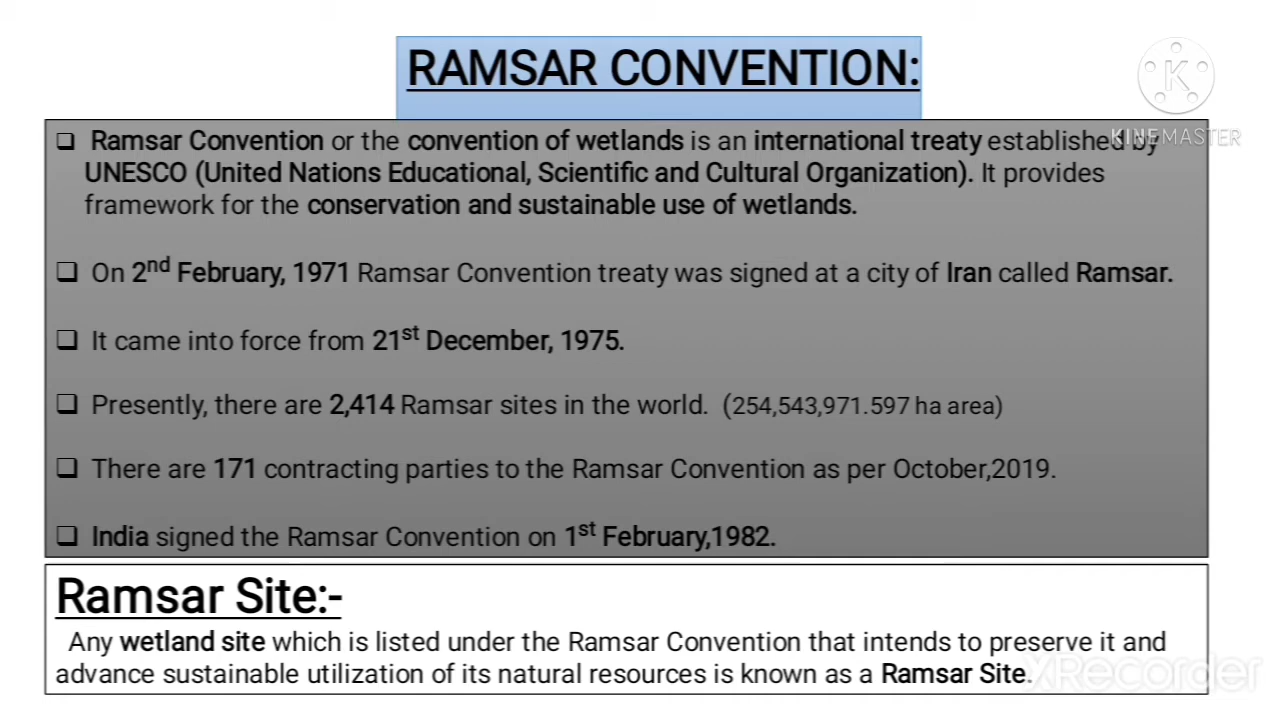 RAMSAR CONVENTION:
K
KINEMASTER
❑ Ramsar Convention or the convention of wetlands is an international treaty established by
UNESCO (United Nations Educational, Scientific and Cultural Organization). It provides
framework for the conservation and sustainable use of wetlands.
❑ On 2nd February, 1971 Ramsar Convention treaty was signed at a city of Iran called Ramsar.
❑ It came into force from 21st December, 1975.
❑ Presently, there are 2,414 Ramsar sites in the world. (254,543,971.597 ha area)
❑ There are 171 contracting parties to the Ramsar Convention as per October,2019.
❑ India signed the Ramsar Convention on 1st February,1982.
Ramsar Site:-
Any wetland site which is listed under the Ramsar Convention that intends to preserve it and
advance sustainable utilization of its natural resources is known as a Ramsar Site.
XRecorder